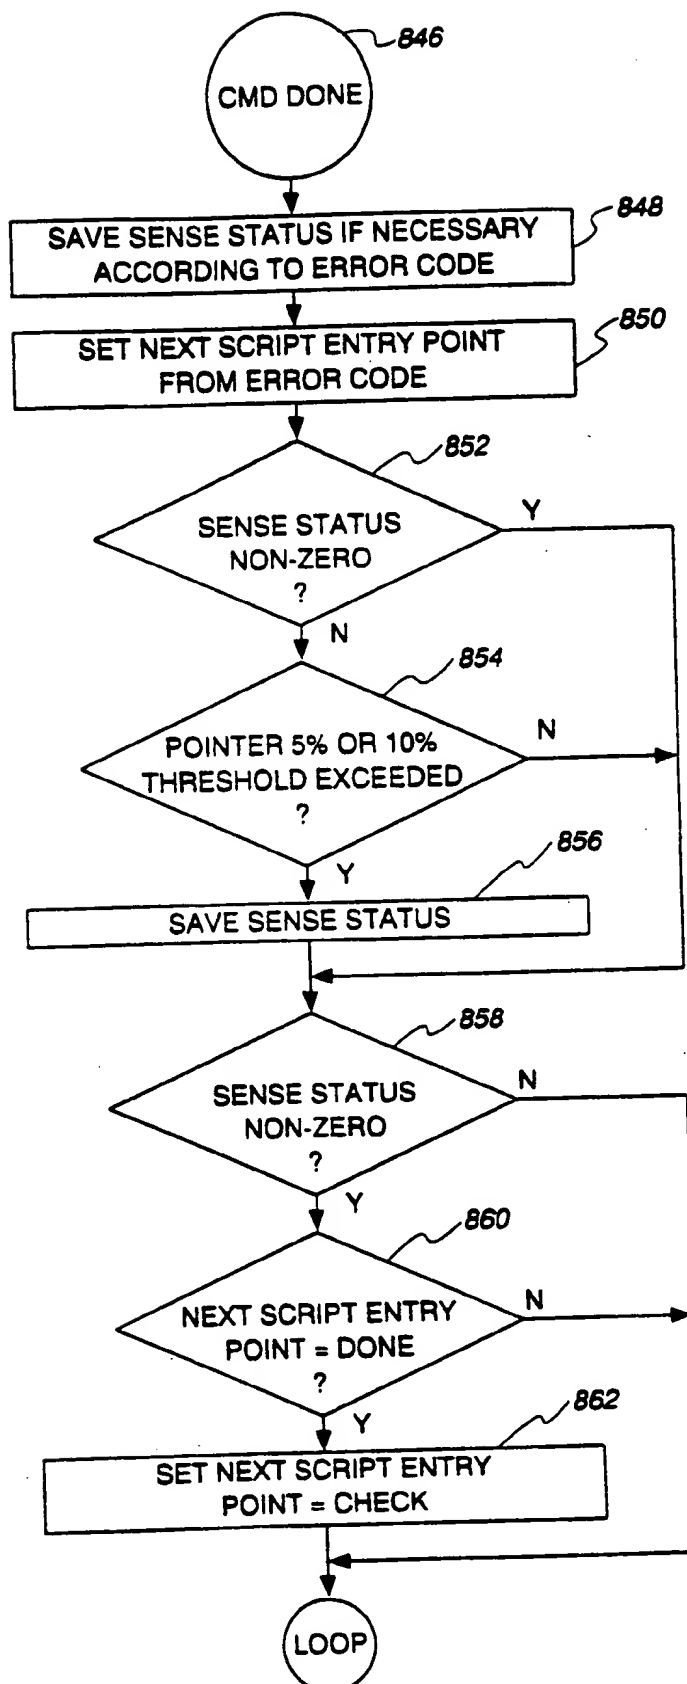 846
CMD DONE
848
SAVE SENSE STATUS IF NECESSARY
ACCORDING TO ERROR CODE
850
SET NEXT SCRIPT ENTRY POINT
FROM ERROR CODE
852
SENSE STATUS
NON-ZERO
?
Y
N
854
POINTER 5% OR 10%
THRESHOLD EXCEEDED
?
N
Y
856
SAVE SENSE STATUS
858
SENSE STATUS
NON-ZERO
?
N
Y
860
NEXT SCRIPT ENTRY
POINT = DONE
?
N
Y
862
SET NEXT SCRIPT ENTRY
POINT = CHECK
LOOP